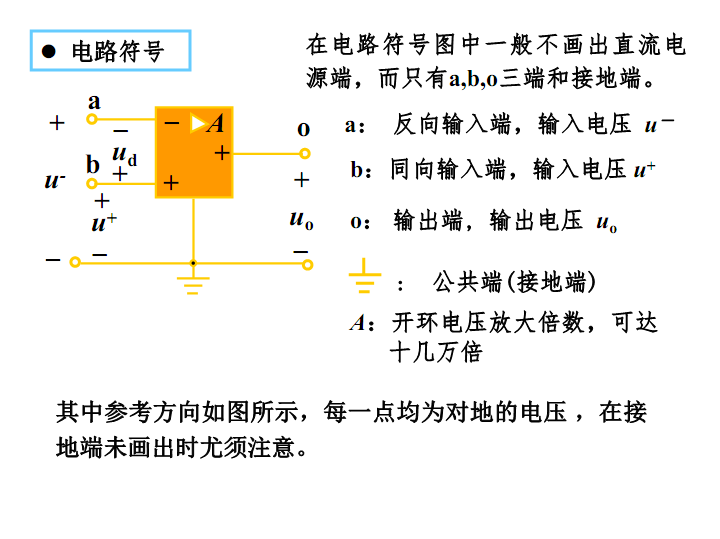 ● 电路符号
在电路符号图中一般不画出直流电
源端，而只有a,b,o三端和接地端。
a
+
–
– A
o
a： 反向输入端，输入电压 u－
ud
+
b
+
+
u-
+
b：同向输入端，输入电压 u+
+
u+
uo
o： 输出端, 输出电压 uo
–
–
–
： 公共端(接地端)
A：开环电压放大倍数，可达
十几万倍
其中参考方向如图所示，每一点均为对地的电压 ，在接
地端未画出时尤须注意。